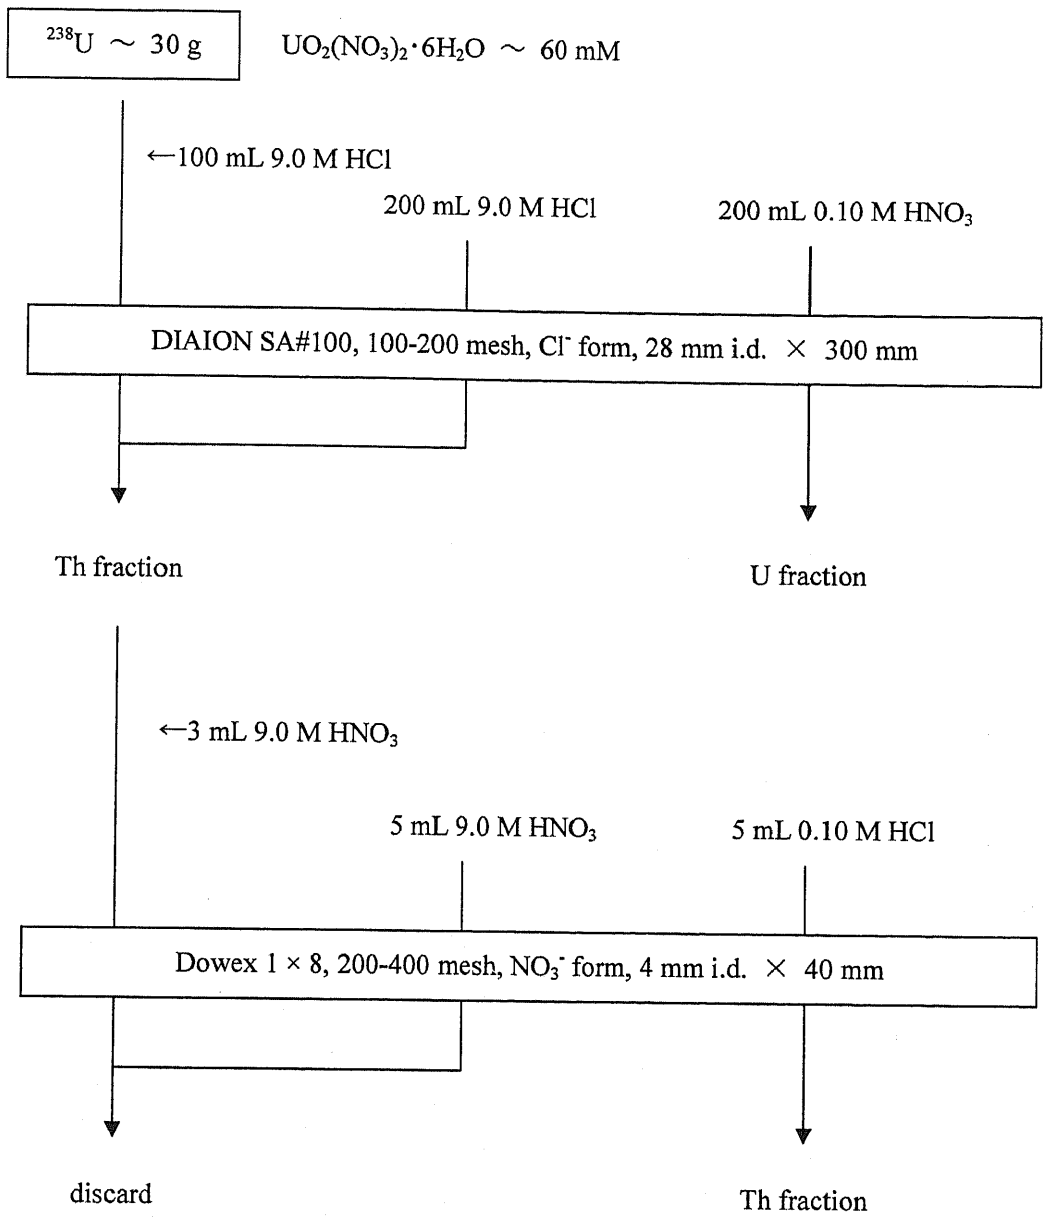 ²³⁸U ～ 30 g
UO₂(NO₃)₂·6H₂O ～ 60 mM
←100 mL 9.0 M HCl
200 mL 9.0 M HCl
200 mL 0.10 M HNO₃
DIAION SA#100, 100-200 mesh, Cl⁻ form, 28 mm i.d. × 300 mm
Th fraction
U fraction
←3 mL 9.0 M HNO₃
5 mL 9.0 M HNO₃
5 mL 0.10 M HCl
Dowex 1 × 8, 200-400 mesh, NO₃⁻ form, 4 mm i.d. × 40 mm
discard
Th fraction